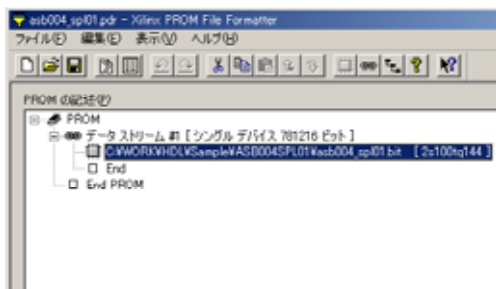 asb004_spl01.pdr - Xilinx PROM File Formatter
ファイル(F) 編集(E) 表示(V) ヘルプ(H)
PROM の記述(P)
PROM
データ ストリーム #1 [ シングル デバイス 781216 ビット ]
C:¥WORK¥HDL¥Sample¥ASB004SPL01¥asb004_spl01.bit [ 2s100tq144 ]
End
End PROM